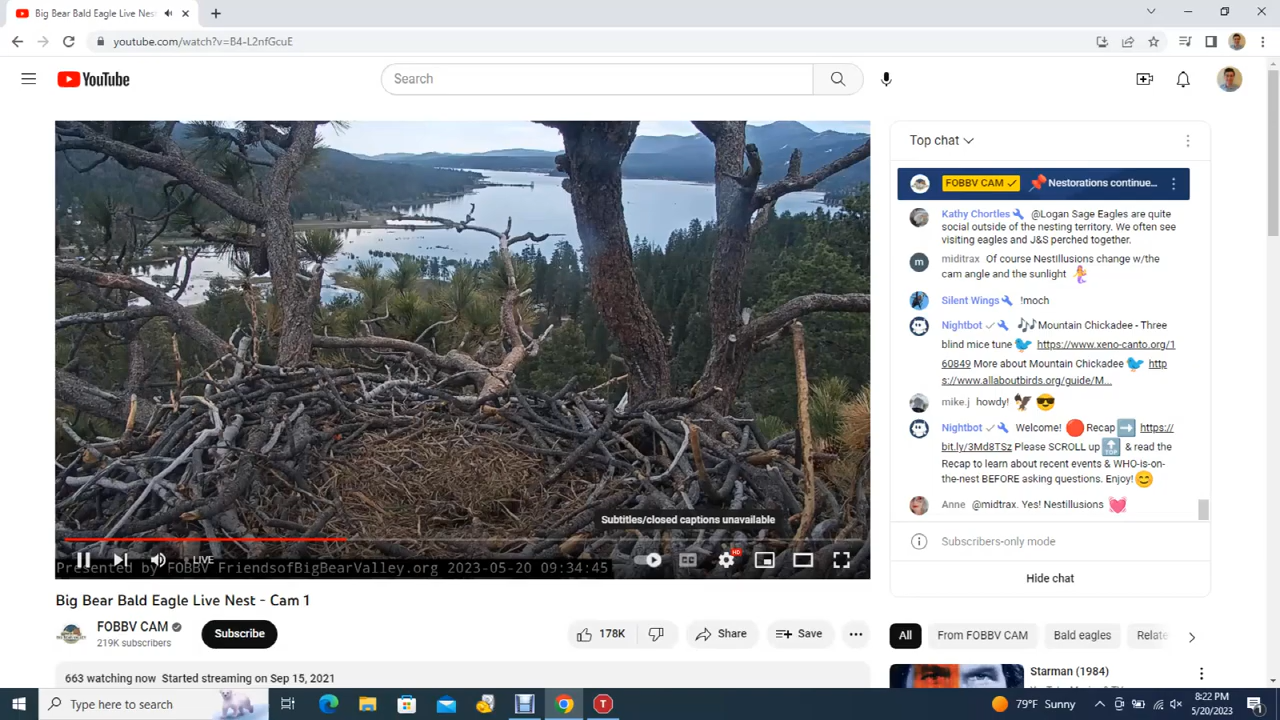 Big Bear Bald Eagle Live Nes
youtube.com/watch?v=B4-L2nfGcuE
YouTube
Search
Subtitles/closed captions unavailable
LIVE
HD
Presented by FOBBV FriendsofBigBearValley.org 2023-05-20 09:34:45
Big Bear Bald Eagle Live Nest - Cam 1
FOBBV CAM
219K subscribers
Subscribe
178K
Share
Save
663 watching now Started streaming on Sep 15, 2021
Top chat
FOBBV CAM Nestorations continue...
Kathy Chortles @Logan Sage Eagles are quite
social outside of the nesting territory. We often see
visiting eagles and J&S perched together.
m miditrax Of course NestIllusions change w/the
cam angle and the sunlight
Silent Wings !moch
Nightbot Mountain Chickadee - Three
blind mice tune https://www.xeno-canto.org/1
60849 More about Mountain Chickadee http
s://www.allaboutbirds.org/guide/M...
mike.j howdy!
Nightbot Welcome! Recap https://
bit.ly/3Md8TSz Please SCROLL up TOP & read the
Recap to learn about recent events & WHO-is-on-
the-nest BEFORE asking questions. Enjoy!
Anne @midtrax. Yes! Nestillusions
Subscribers-only mode
Hide chat
All From FOBBV CAM Bald eagles Relate
Starman (1984)
Type here to search
T
79°F Sunny
8:22 PM
5/20/2023
1